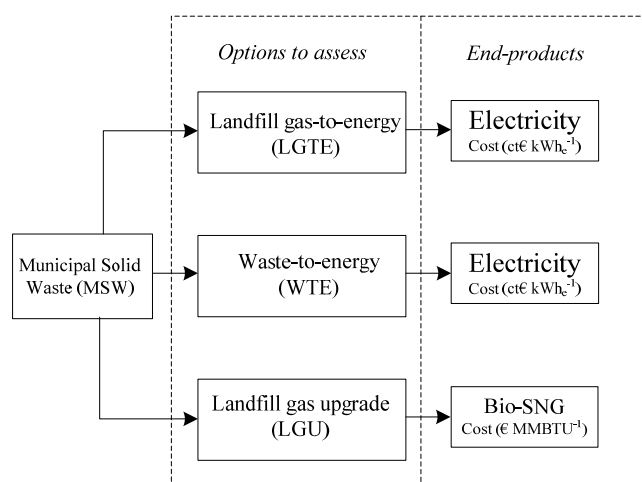 Options to assess
End-products
Landfill gas-to-energy
(LGTE)
Electricity
Cost (ct€ kWhₑ⁻¹)
Municipal Solid
Waste (MSW)
Waste-to-energy
(WTE)
Electricity
Cost (ct€ kWhₑ⁻¹)
Landfill gas upgrade
(LGU)
Bio-SNG
Cost (€ MMBTU⁻¹)